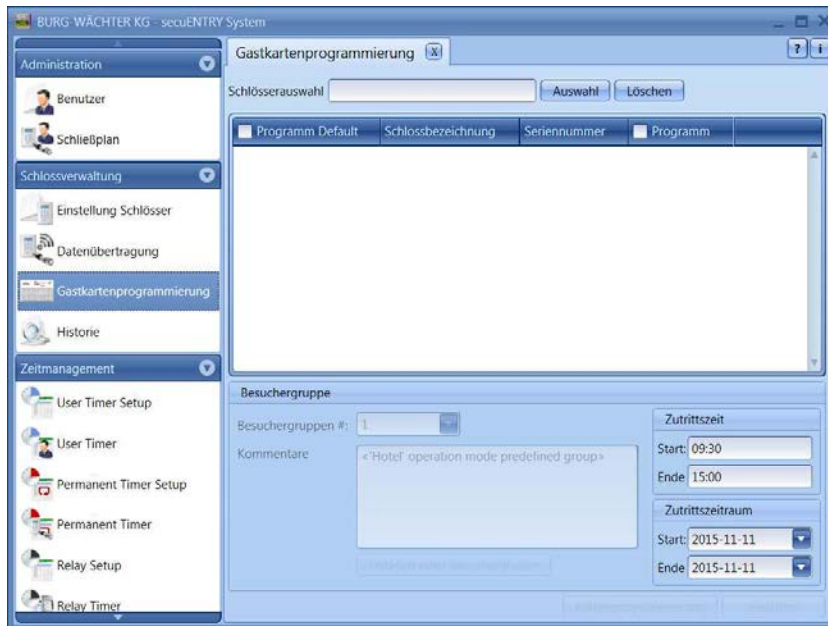 BURG-WÄCHTER KG - secuENTRY System
Administration
Benutzer
Schließplan
Schlossverwaltung
Einstellung Schlösser
Datenübertragung
Gastkartenprogrammierung
Historie
Zeitmanagement
User Timer Setup
User Timer
Permanent Timer Setup
Permanent Timer
Relay Setup
Relay Timer
Gastkartenprogrammierung x
? i
Schlösserauswahl Auswahl Löschen
Programm Default Schlossbezeichnung Seriennummer Programm
Besuchergruppe
Besuchergruppen #: 1
Kommentare
<'Hotel' operation mode predefined group>
Zutrittszeit
Start: 09:30
Ende 15:00
Zutrittszeitraum
Start: 2015-11-11
Ende 2015-11-11